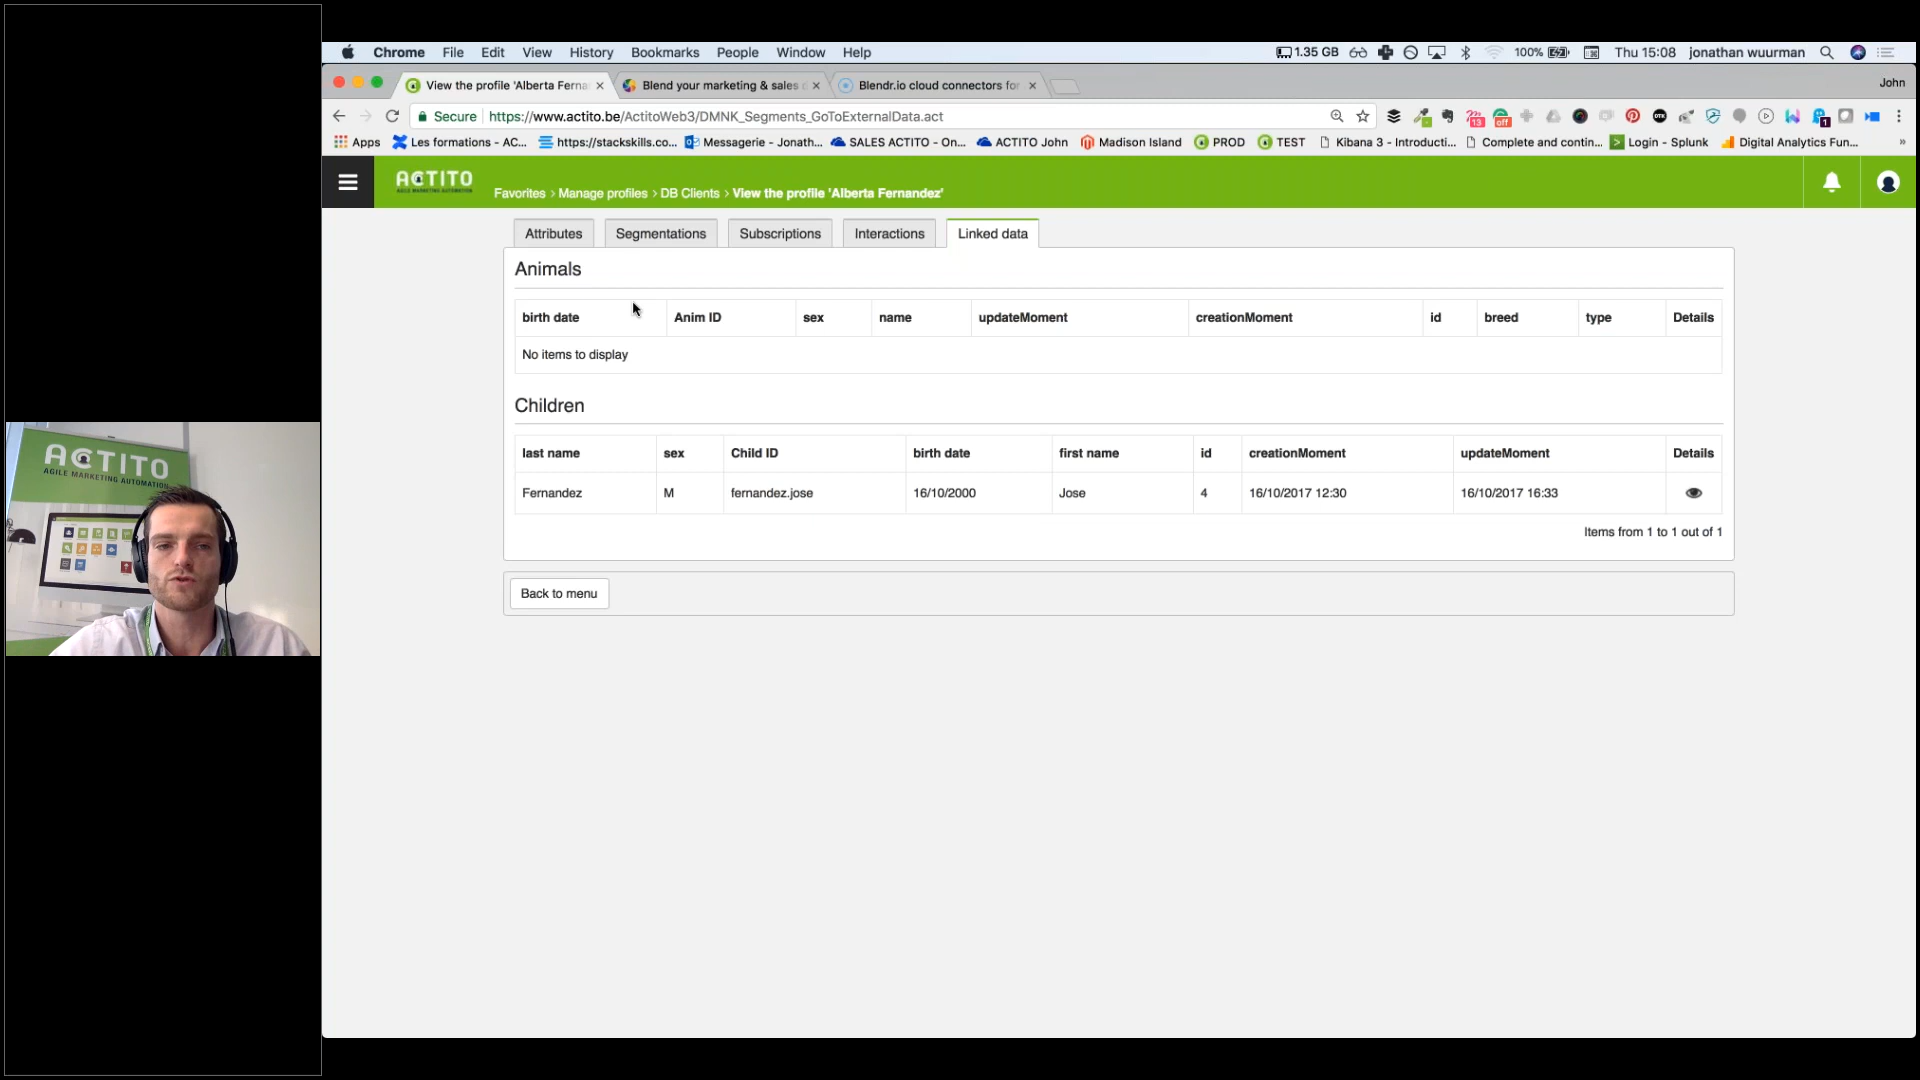 Chrome File Edit View History Bookmarks People Window Help 1.35 GB 100% Thu 15:08 jonathan wuurman
View the profile 'Alberta Ferna Blend your marketing & sales d Blendr.io cloud connectors for John
Secure https://www.actito.be/ActitoWeb3/DMNK_Segments_GoToExternalData.act 13 off 1
Apps Les formations - AC... https://stackskills.co... Messagerie - Jonath... SALES ACTITO - On... ACTITO John Madison Island PROD TEST Kibana 3 - Introducti... Complete and contin... Login - Splunk Digital Analytics Fun... »
ACTITO
AGILE MARKETING AUTOMATION
Favorites > Manage profiles > DB Clients > View the profile 'Alberta Fernandez'
Attributes Segmentations Subscriptions Interactions Linked data
Animals
birth date Anim ID sex name updateMoment creationMoment id breed type Details
No items to display
Children
last name sex Child ID birth date first name id creationMoment updateMoment Details
Fernandez M fernandez.jose 16/10/2000 Jose 4 16/10/2017 12:30 16/10/2017 16:33
Items from 1 to 1 out of 1
Back to menu
ACTITO
AGILE MARKETING AUTOMATION